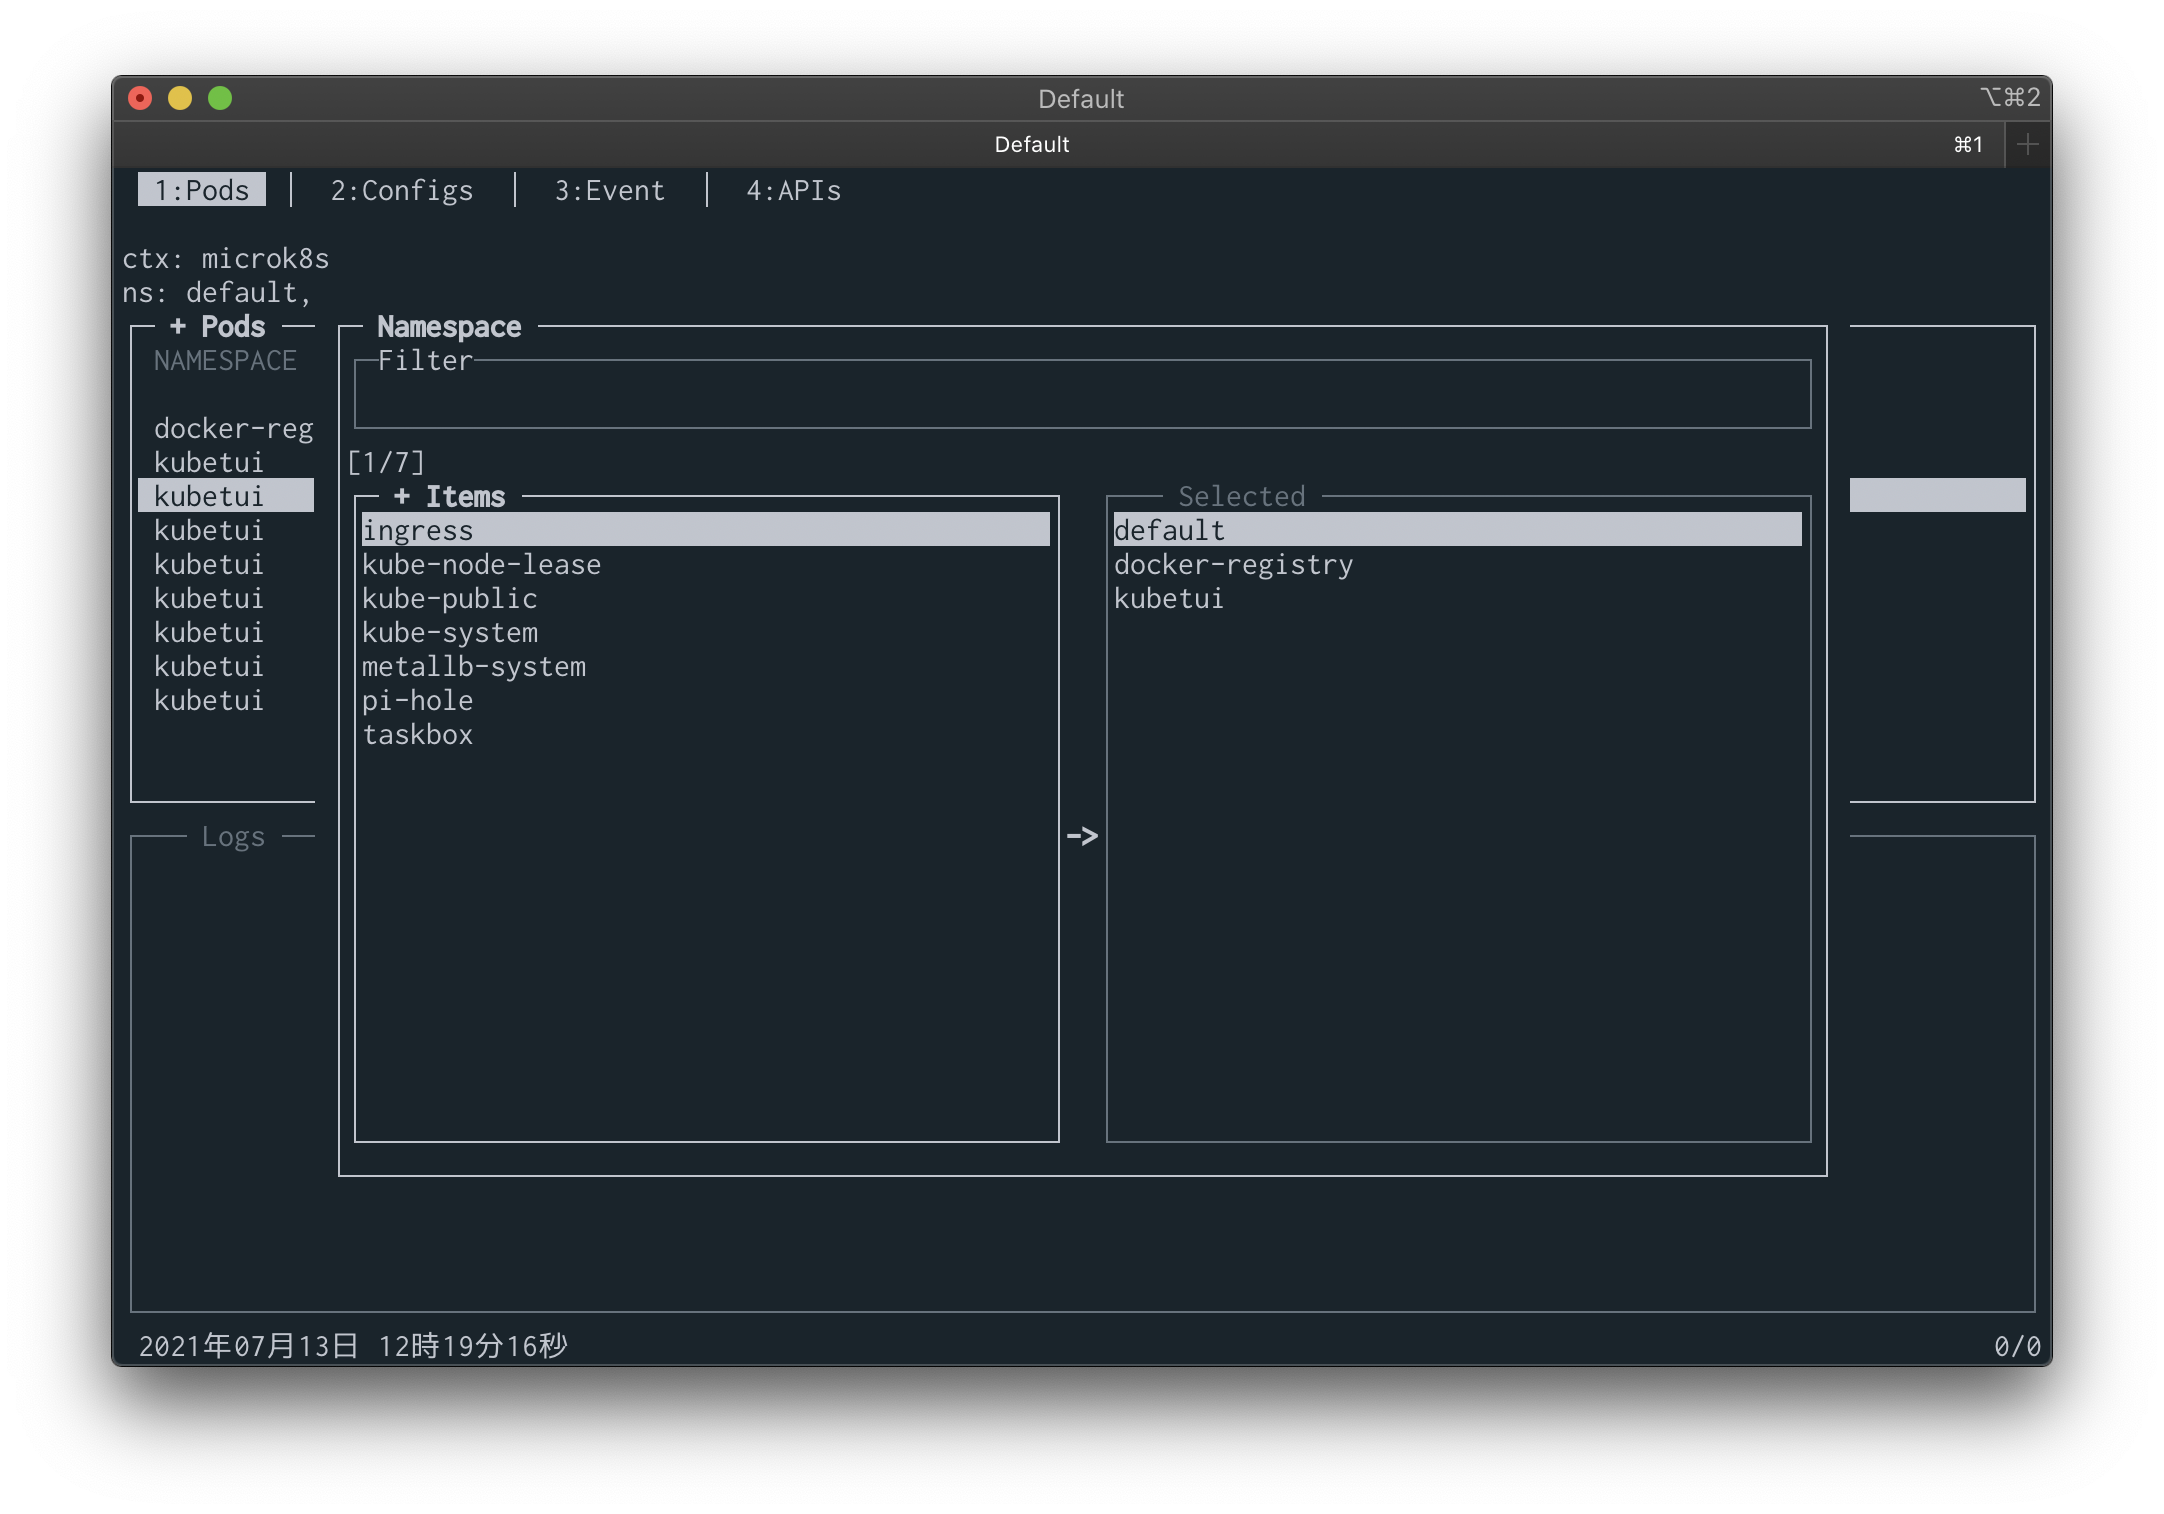 Default ⌥⌘2
Default ⌘1 +
1:Pods │ 2:Configs │ 3:Event │ 4:APIs
ctx: microk8s
ns: default,
+ Pods
NAMESPACE
docker-reg
kubetui
kubetui
kubetui
kubetui
kubetui
kubetui
kubetui
kubetui
Namespace
Filter
[1/7]
+ Items
ingress
kube-node-lease
kube-public
kube-system
metallb-system
pi-hole
taskbox
->
Selected
default
docker-registry
kubetui
Logs
2021年07月13日 12時19分16秒 0/0